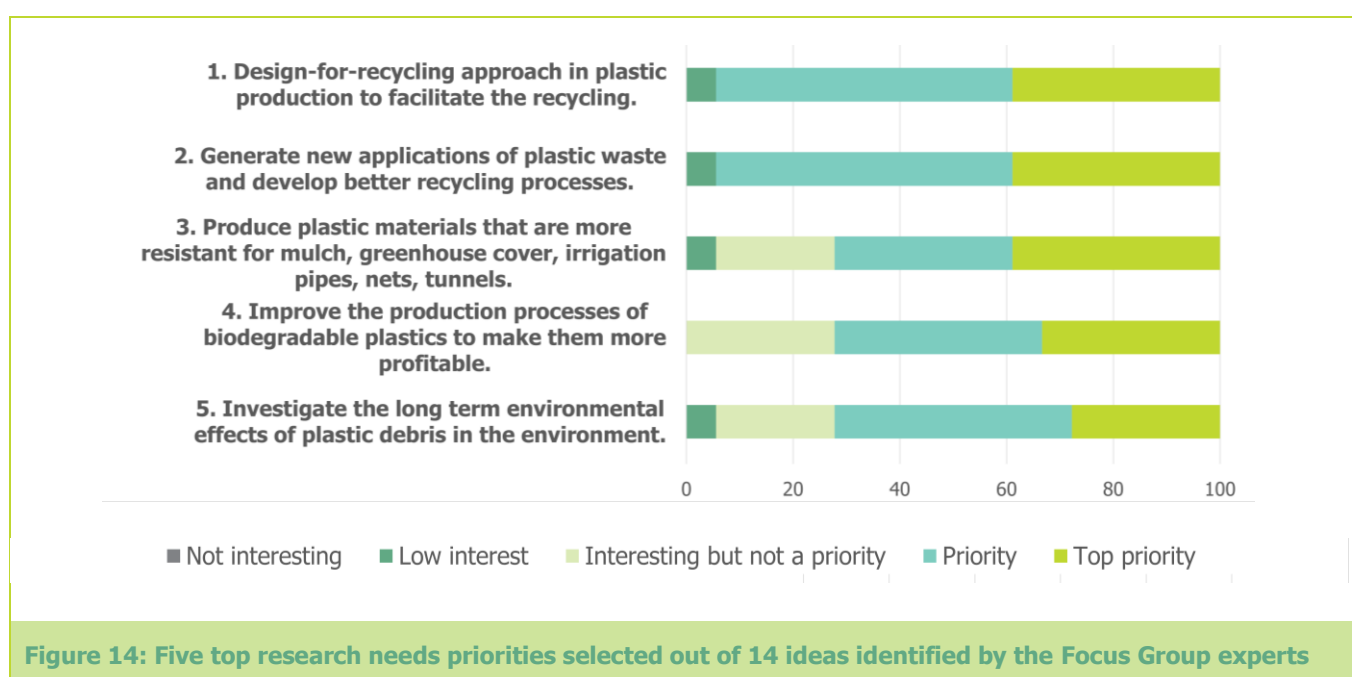 1. Design-for-recycling approach in plastic
production to facilitate the recycling.
2. Generate new applications of plastic waste
and develop better recycling processes.
3. Produce plastic materials that are more
resistant for mulch, greenhouse cover, irrigation
pipes, nets, tunnels.
4. Improve the production processes of
biodegradable plastics to make them more
profitable.
5. Investigate the long term environmental
effects of plastic debris in the environment.
0 20 40 60 80 100
Not interesting Low interest Interesting but not a priority Priority Top priority
Figure 14: Five top research needs priorities selected out of 14 ideas identified by the Focus Group experts